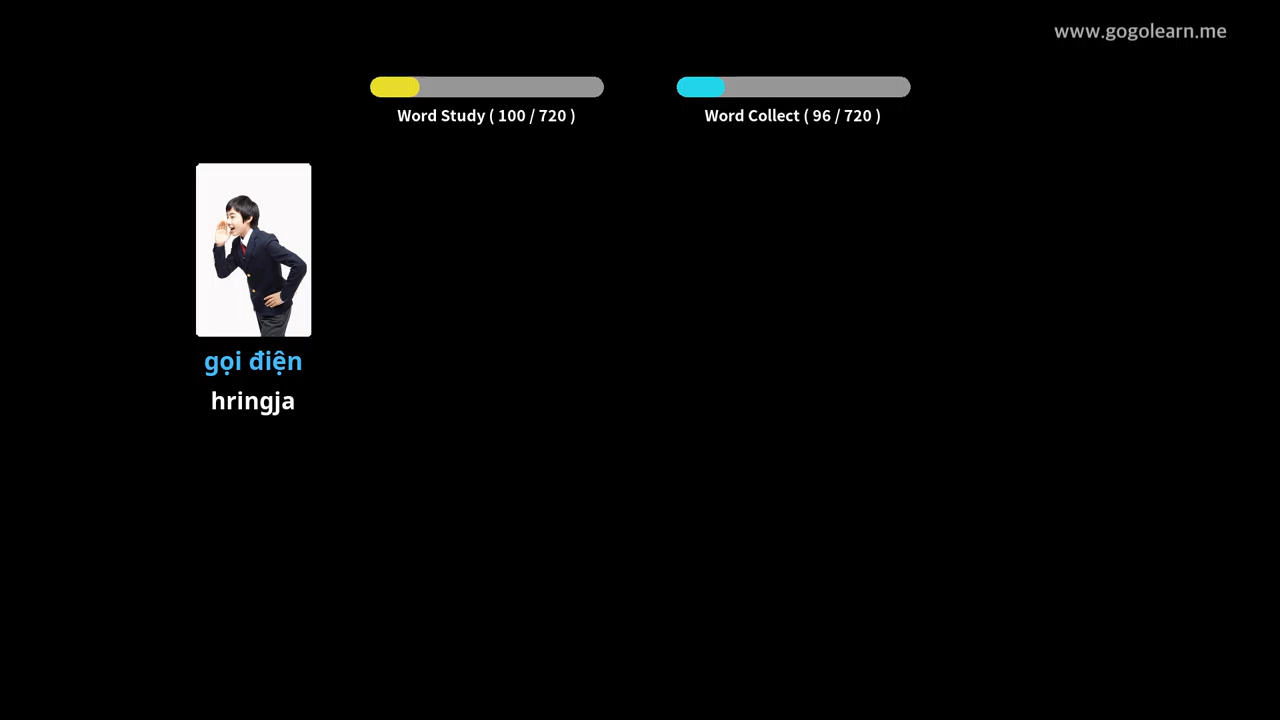 www.gogolearn.me
Word Study ( 100 / 720 )
Word Collect ( 96 / 720 )
gọi điện
hringja